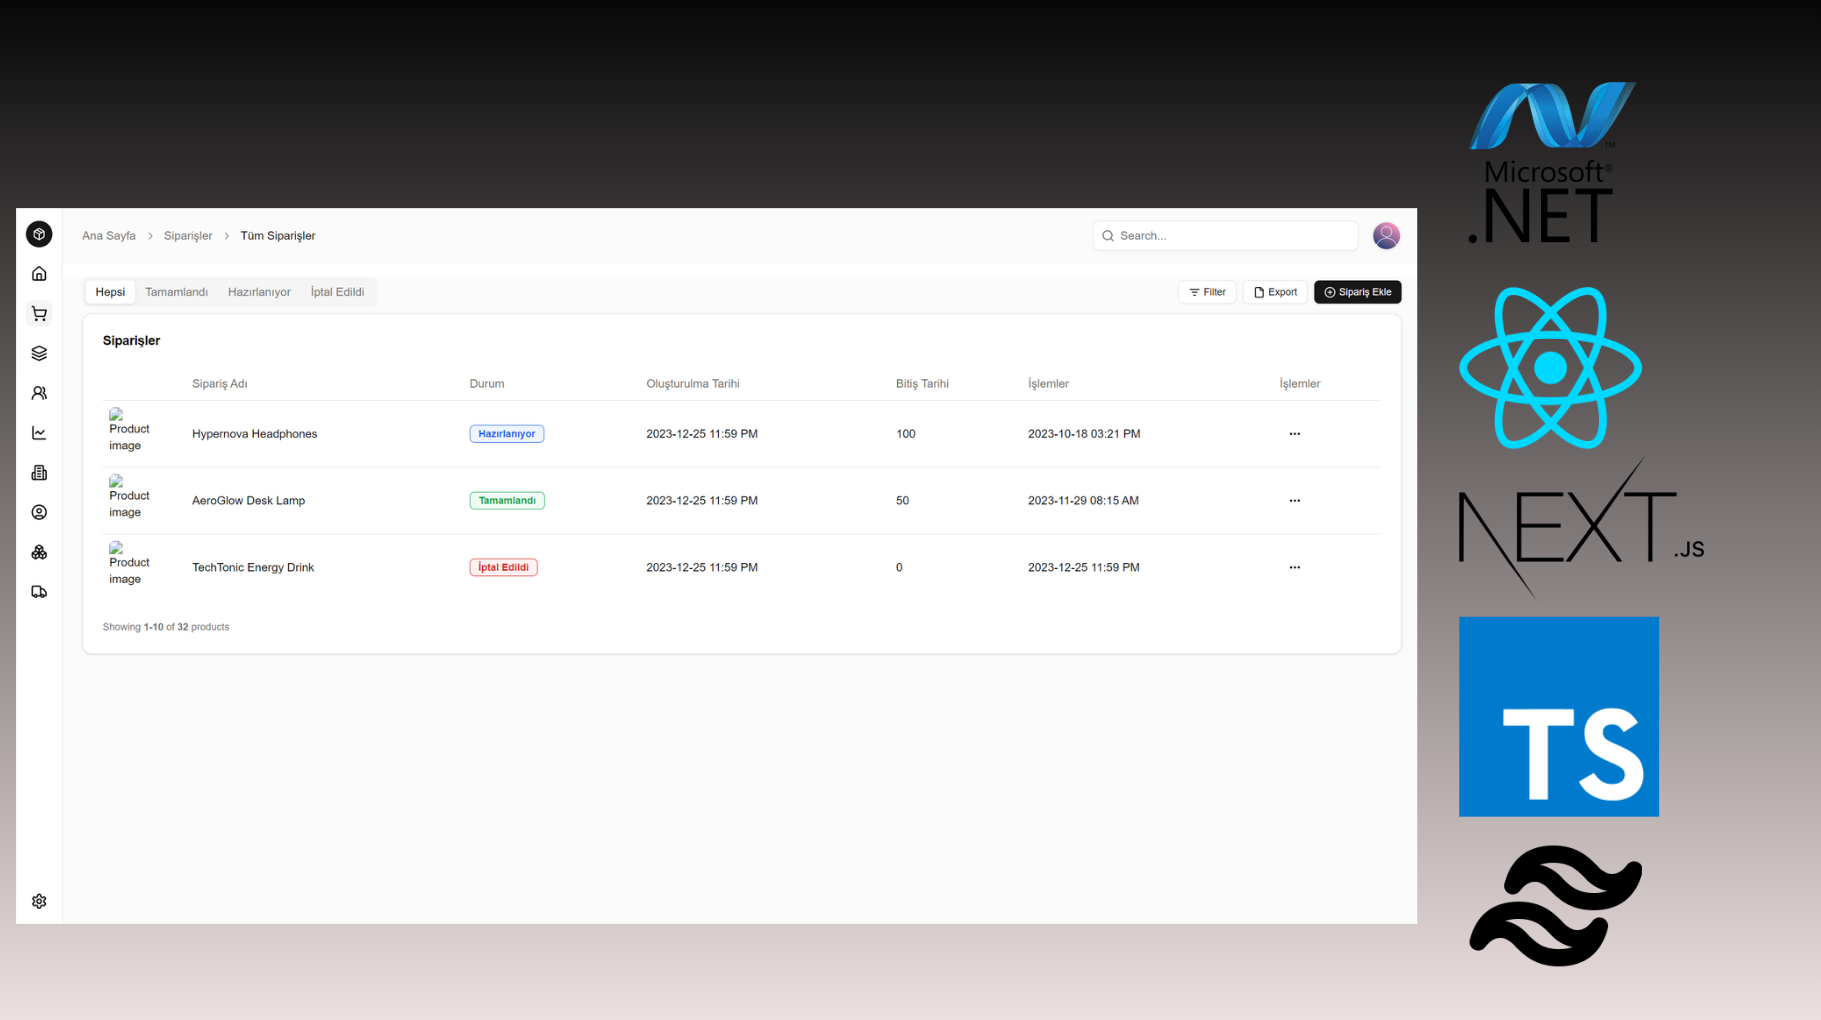 Microsoft®
.NET
TM
Ana Sayfa > Siparişler > Tüm Siparişler
Search...
Hepsi Tamamlandı Hazırlanıyor İptal Edildi
Filter Export Sipariş Ekle
Siparişler
Sipariş Adı Durum Oluşturulma Tarihi Bitiş Tarihi İşlemler İşlemler
Product image Hypernova Headphones Hazırlanıyor 2023-12-25 11:59 PM 100 2023-10-18 03:21 PM ...
Product image AeroGlow Desk Lamp Tamamlandı 2023-12-25 11:59 PM 50 2023-11-29 08:15 AM ...
Product image TechTonic Energy Drink İptal Edildi 2023-12-25 11:59 PM 0 2023-12-25 11:59 PM ...
Showing 1-10 of 32 products
NEXT.JS
TS